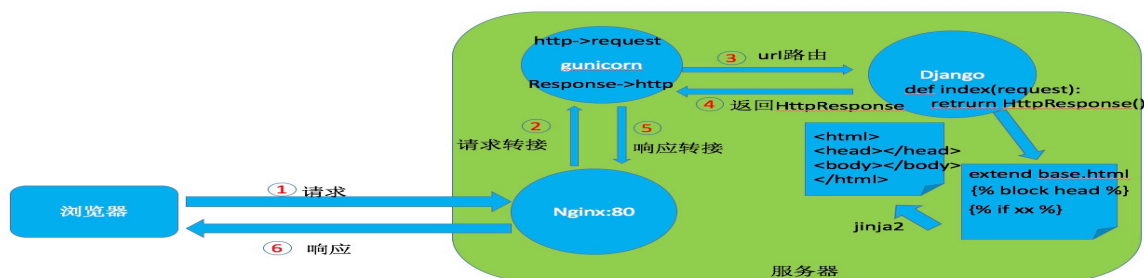 http->request
gunicorn
Response->http
③ url路由
④ 返回HttpResponse
Django
def index(request):
retrurn HttpResponse()
② 请求转接
⑤ 响应转接
<html>
<head></head>
<body></body>
</html>
extend base.html
{% block head %}
{% if xx %}
jinja2
浏览器
① 请求
⑥ 响应
Nginx:80
服务器